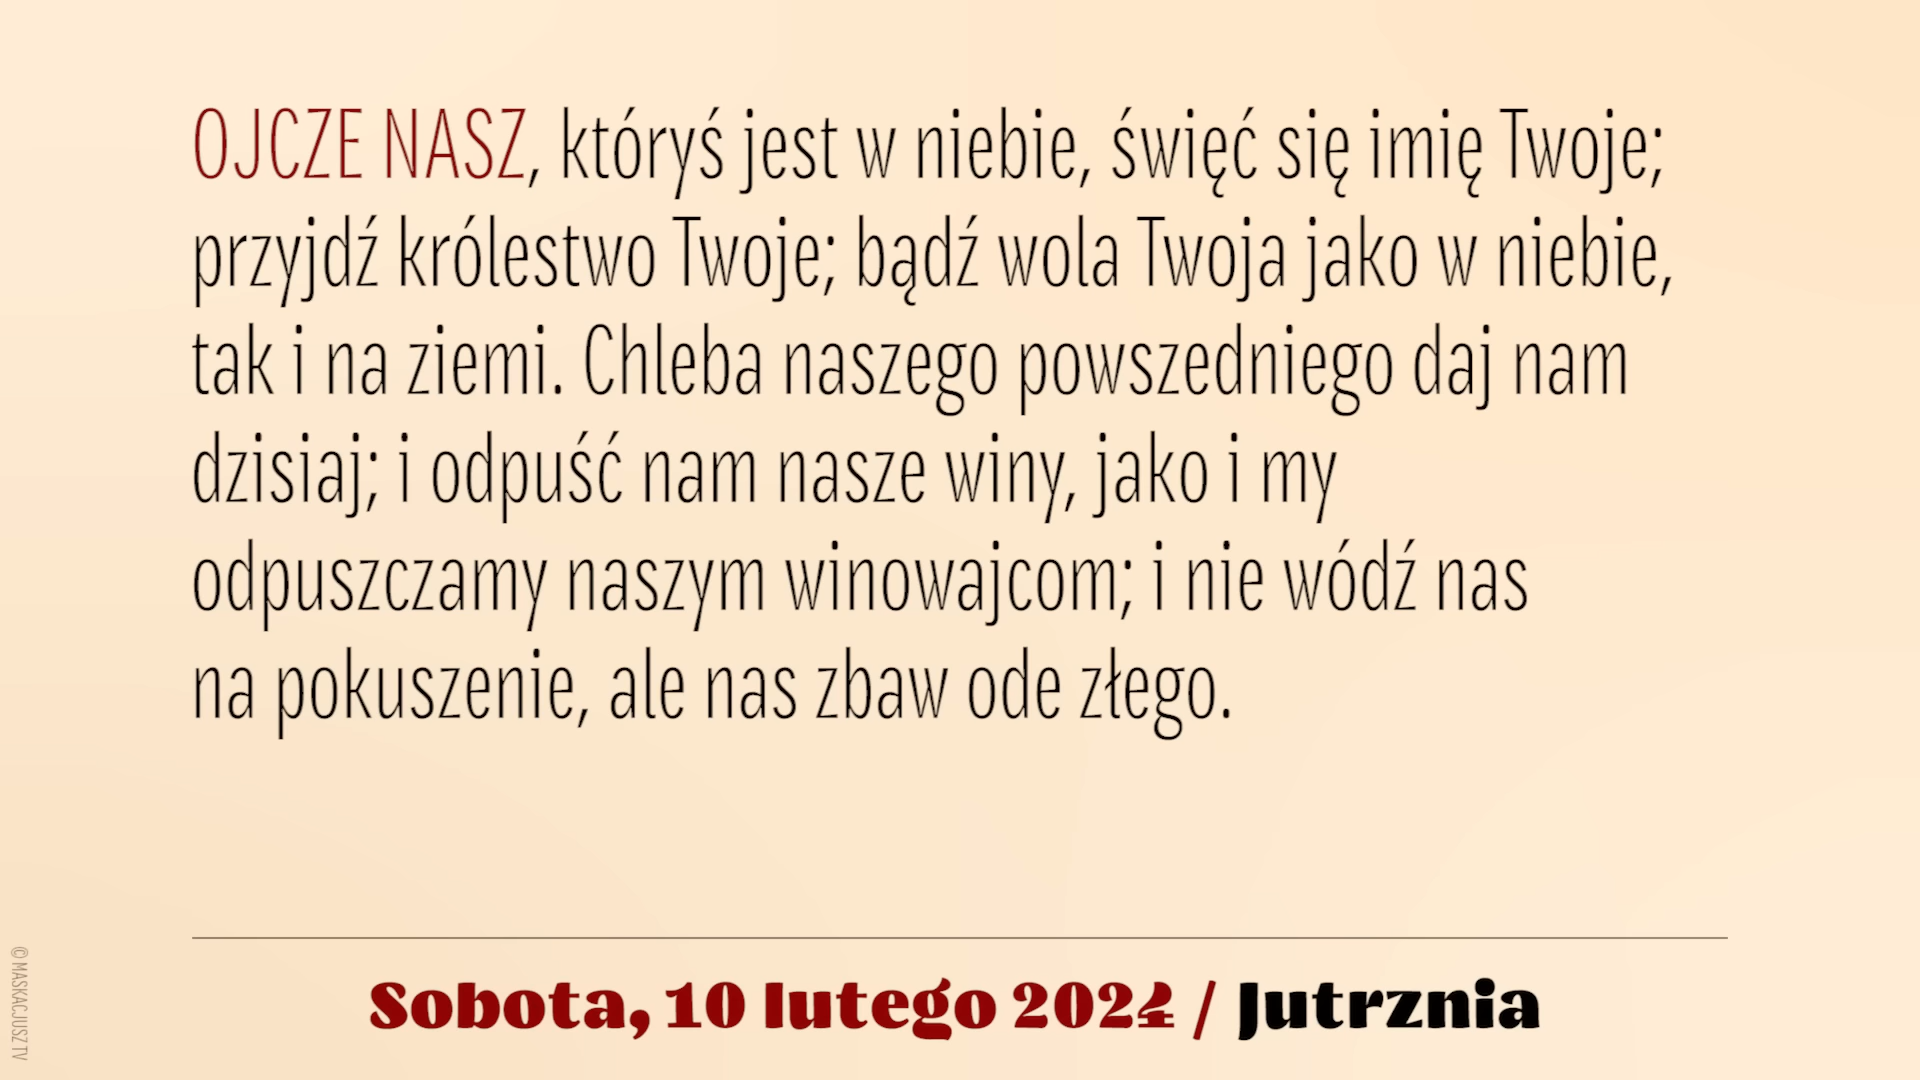 OJCZE NASZ, któryś jest w niebie, święć się imię Twoje;
przyjdź królestwo Twoje; bądź wola Twoja jako w niebie,
tak i na ziemi. Chleba naszego powszedniego daj nam
dzisiaj; i odpuść nam nasze winy, jako i my
odpuszczamy naszym winowajcom; i nie wódź nas
na pokuszenie, ale nas zbaw ode złego.
Sobota, 10 lutego 2024 / Jutrznia
© MASKACJUSZ TV